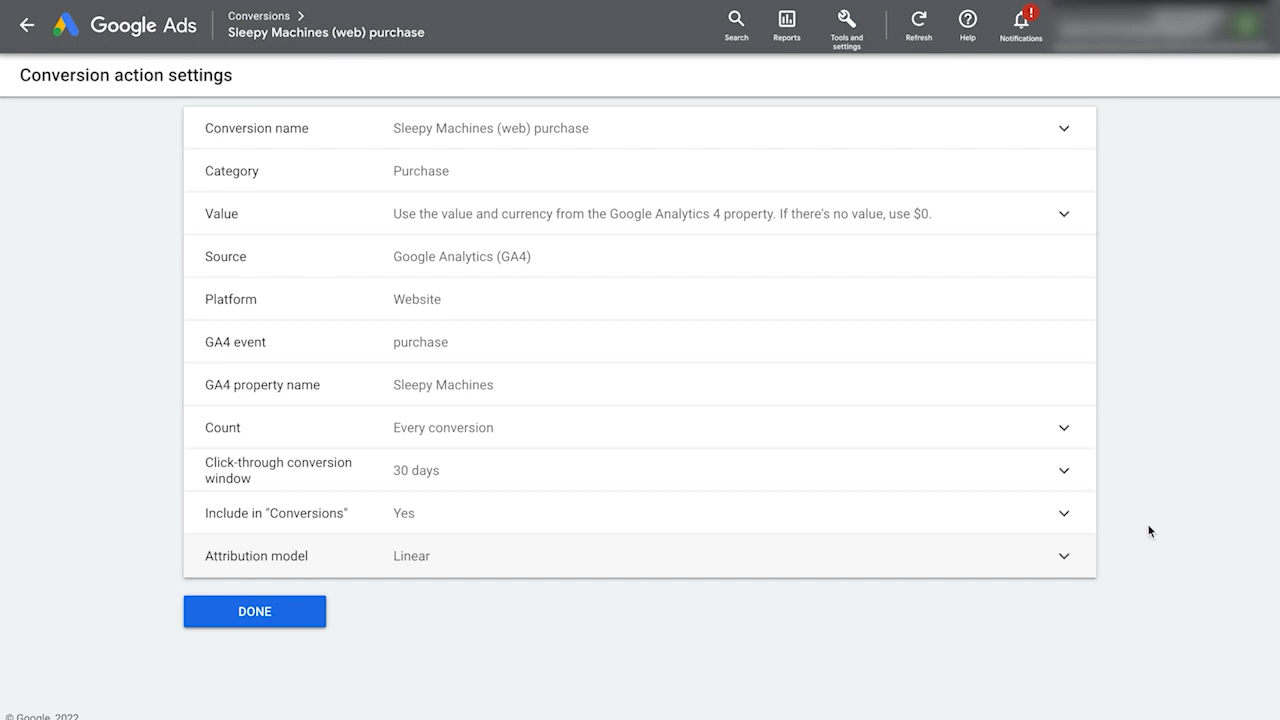 Google Ads
Conversions
Sleepy Machines (web) purchase
Search
Reports
Tools and
settings
Refresh
Help
!
Notifications
Conversion action settings
Conversion name
Sleepy Machines (web) purchase
Category
Purchase
Value
Use the value and currency from the Google Analytics 4 property. If there's no value, use $0.
Source
Google Analytics (GA4)
Platform
Website
GA4 event
purchase
GA4 property name
Sleepy Machines
Count
Every conversion
Click-through conversion
window
30 days
Include in "Conversions"
Yes
Attribution model
Linear
DONE
© Google, 2022